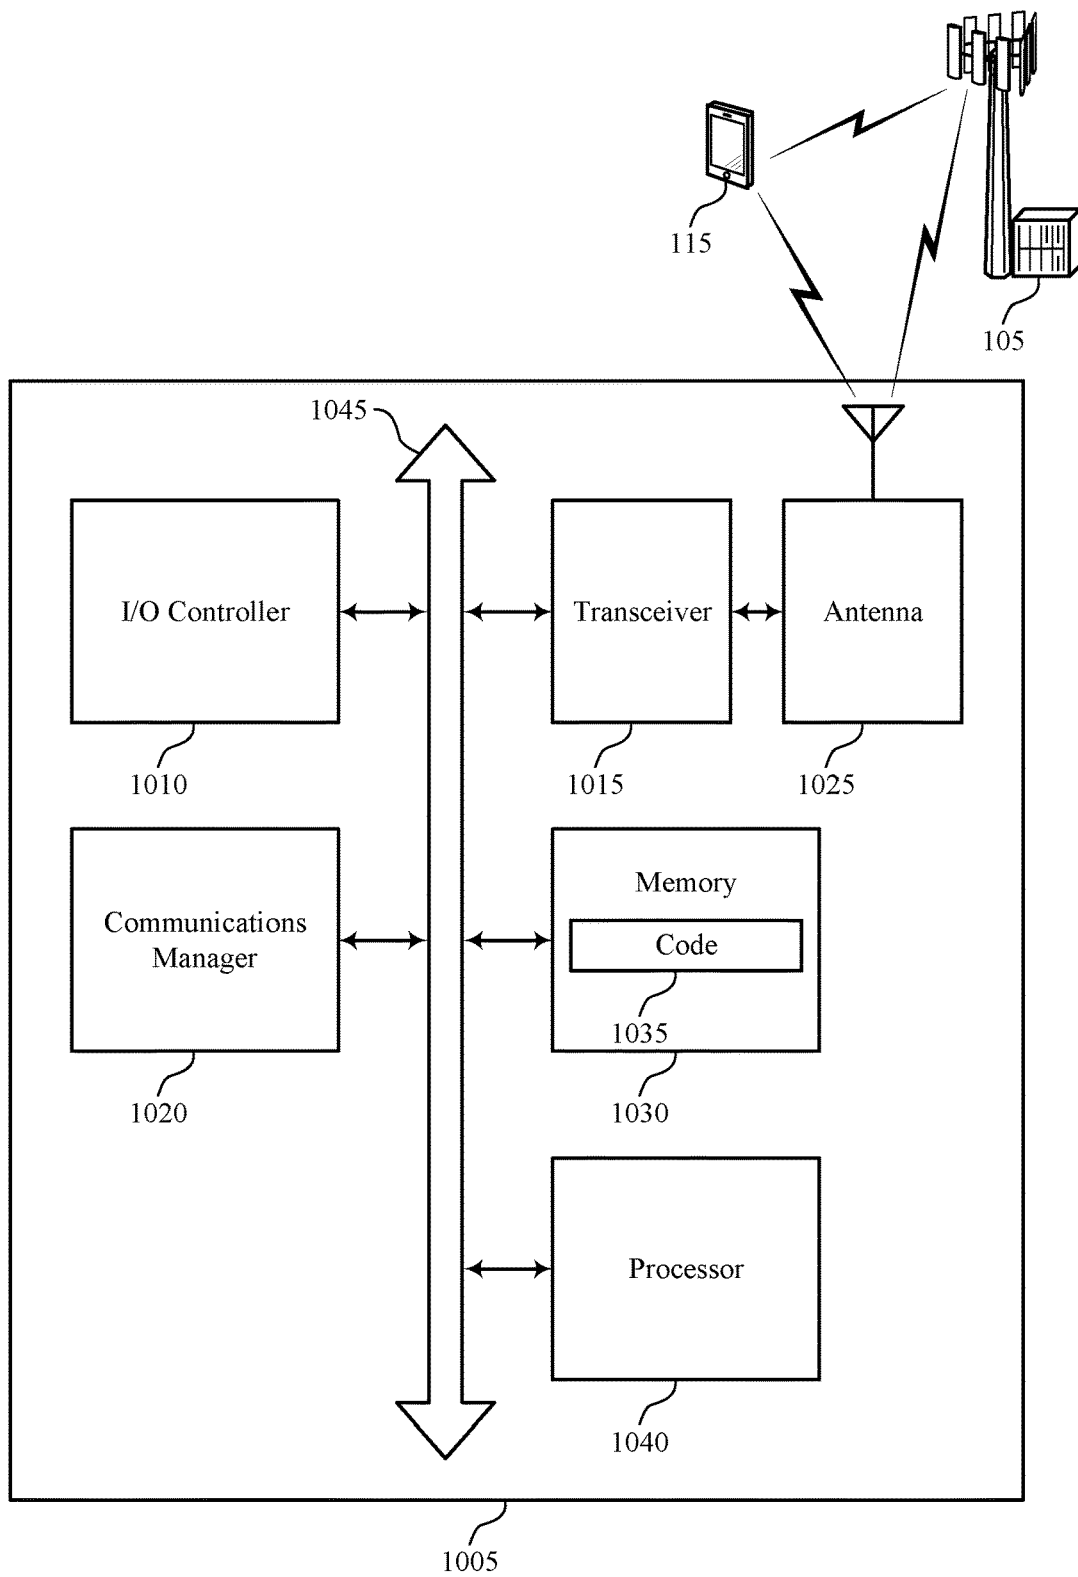 115
105
1045
I/O Controller
Transceiver
Antenna
1010
1015
1025
Communications
Manager
Memory
Code
1035
1020
1030
Processor
1040
1005